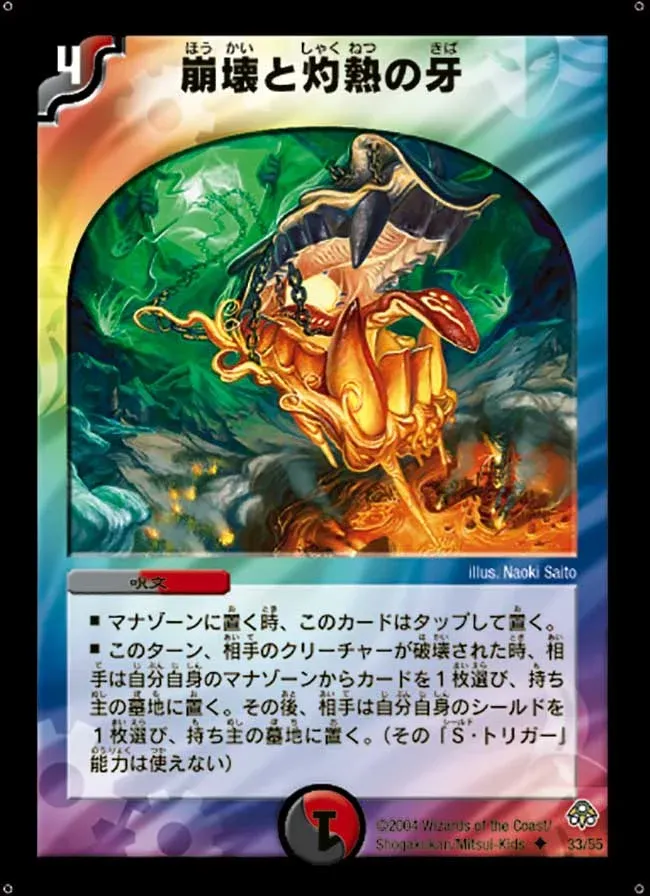 4
ほう かい しゃく ねつ きば
崩壊と灼熱の牙
illus. Naoki Saito
呪文
■ マナゾーンに置く時、このカードはタップして置く。
■ このターン、相手のクリーチャーが破壊された時、相
手は自分自身のマナゾーンからカードを1枚選び、持ち
主の墓地に置く。その後、相手は自分自身のシールドを
1枚選び、持ち主の墓地に置く。(その「S・トリガー」
能力は使えない)
1
©2004 Wizards of the Coast/
Shogakukan/Mitsui-Kids ◆ 33/55